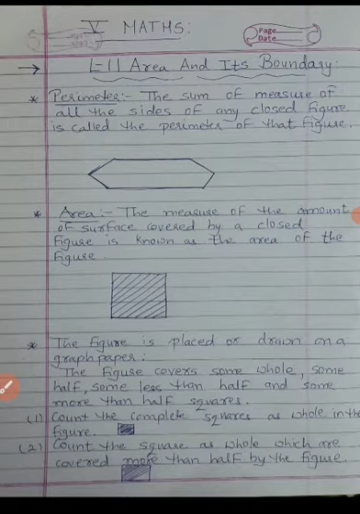 V MATHS:
Page
Date
→ L-11 Area And Its Boundary:
* Perimeter:- The sum of measure of
all the sides of any closed figure
is called the perimeter of that figure.
* Area:- The measure of the amount
of surface covered by a closed
figure is known as the area of the
figure.
* The figure is placed or drawn on a
graph paper.
The figure covers some whole, some
half, some less than half and some
more than half squares.
(1) Count the complete squares as whole in the
figure.
(2) Count the square as whole which are
covered more than half by the figure